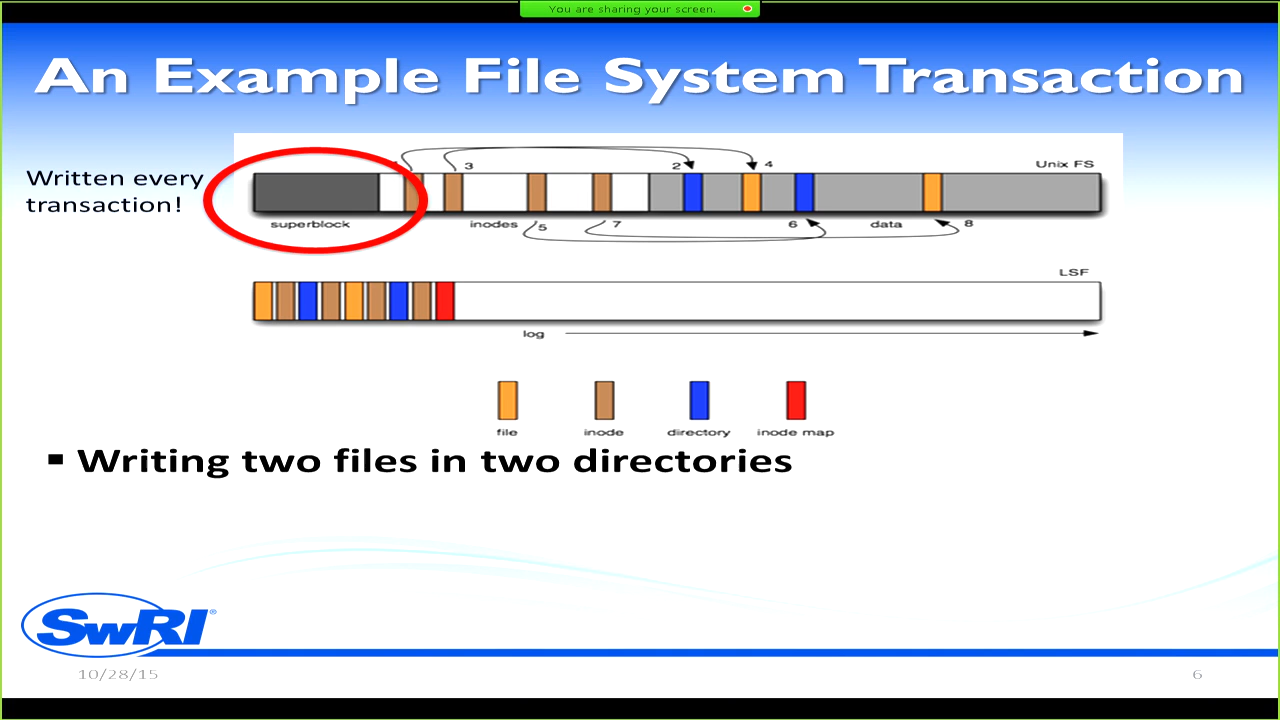 You are sharing your screen.
An Example File System Transaction
Written every
transaction!
3
2
4
Unix FS
superblock
inodes
5
7
6
data
8
LSF
log
file
inode
directory
inode map
Writing two files in two directories
SwRI®
10/28/15
6